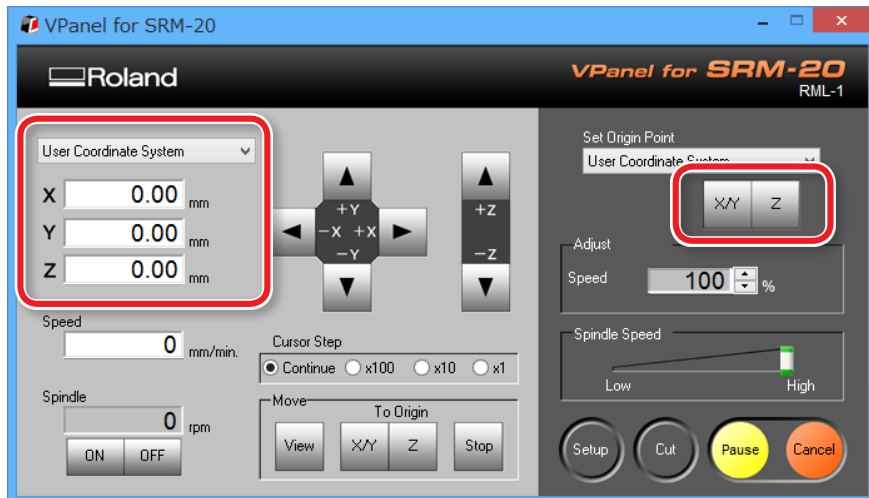 VPanel for SRM-20
Roland
VPanel for SRM-20
RML-1
User Coordinate System
X 0.00 mm
Y 0.00 mm
Z 0.00 mm
+Y
-X +X
-Y
+Z
-Z
Speed
0 mm/min.
Spindle
0 rpm
ON OFF
Cursor Step
Continue x100 x10 x1
Move
To Origin
View X/Y Z Stop
Set Origin Point
User Coordinate System
X/Y Z
Adjust
Speed 100 %
Spindle Speed
Low High
Setup Cut Pause Cancel